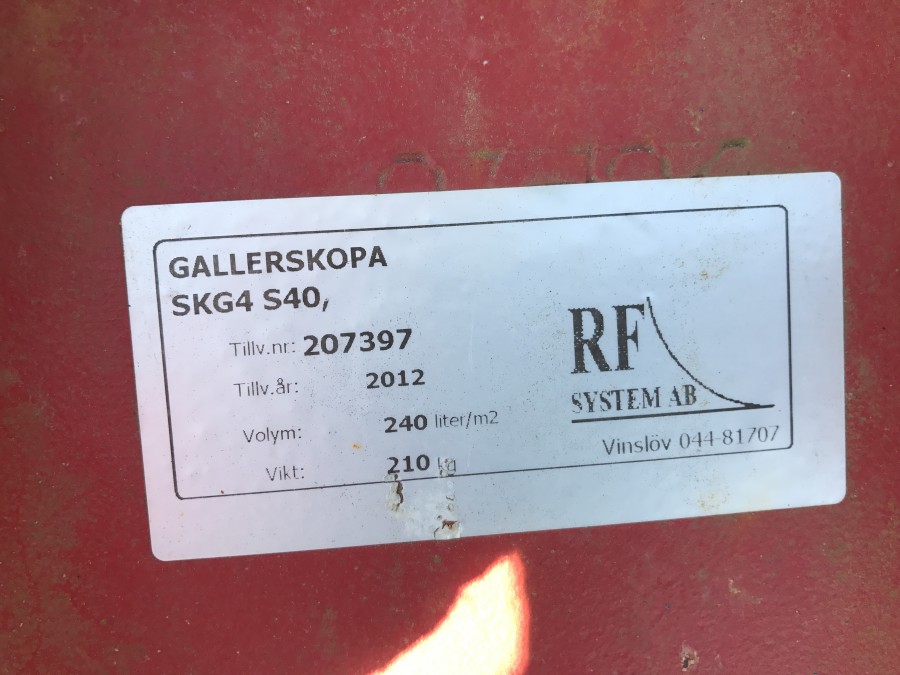 GALLERSKOPA
SKG4 S40,
Tillv.nr: 207397
Tillv.år: 2012
Volym: 240 liter/m2
Vikt: 210 kg
RF
SYSTEM AB
Vinslöv 044-81707